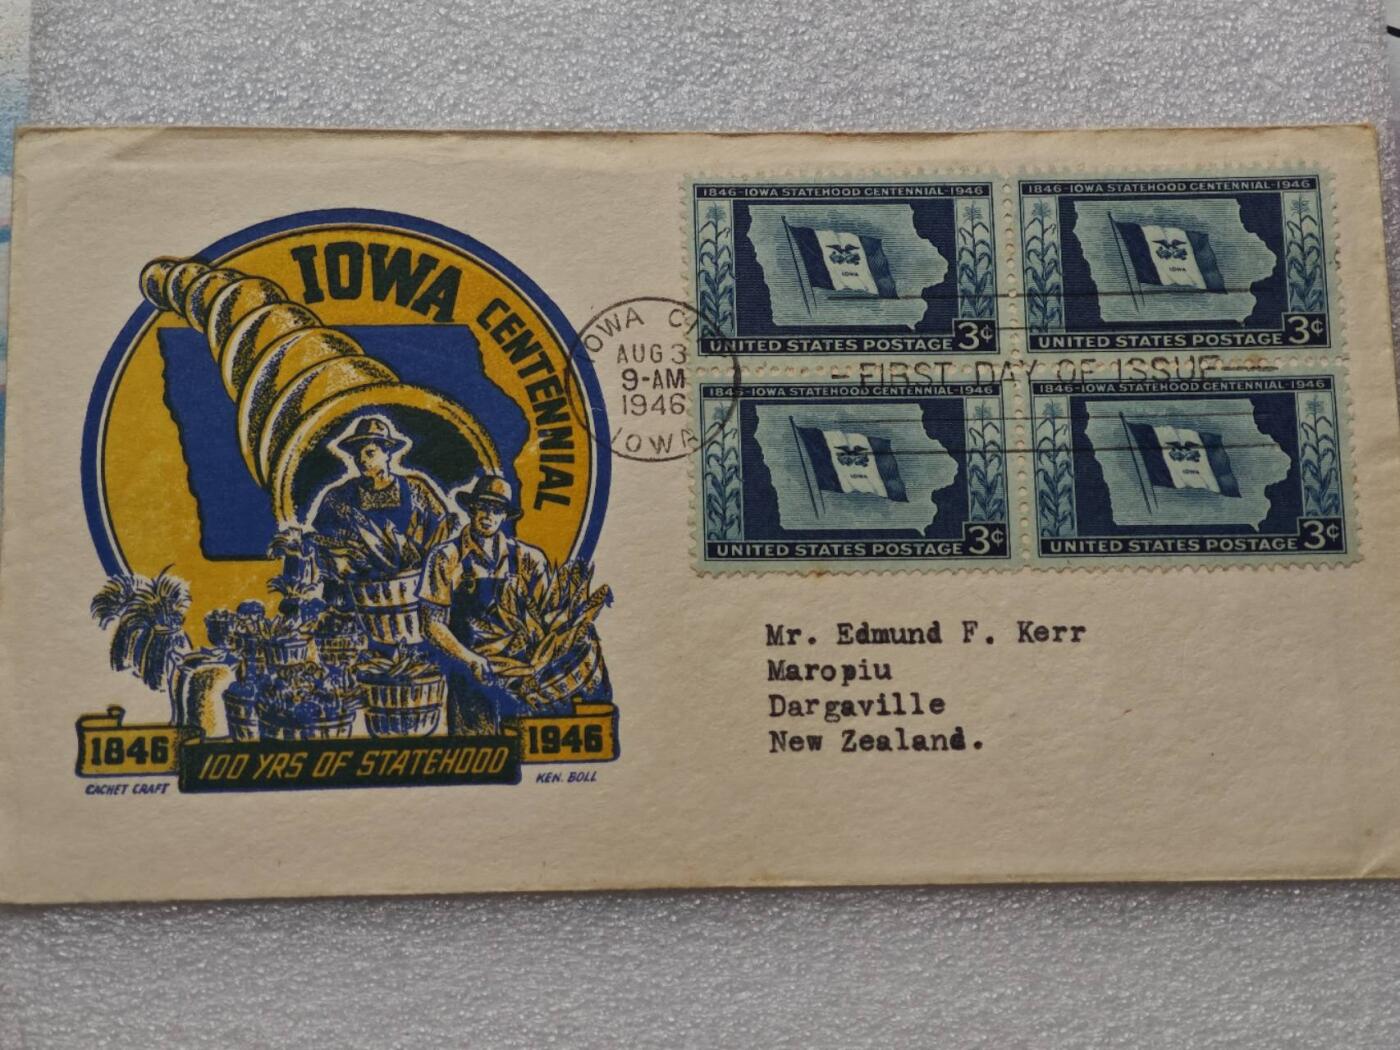 IOWA
CENTENNIAL
1846
1946
100 YRS OF STATEHOOD
CACHET CRAFT
KEN. BOLL
IOWA
AUG 3
9-AM
1946
IOWA
FIRST DAY OF ISSUE
1846-IOWA STATEHOOD CENTENNIAL-1946
IOWA
3¢
UNITED STATES POSTAGE
1846-IOWA STATEHOOD CENTENNIAL-1946
IOWA
3¢
UNITED STATES POSTAGE
1846-IOWA STATEHOOD CENTENNIAL-1946
IOWA
3¢
UNITED STATES POSTAGE
1846-IOWA STATEHOOD CENTENNIAL-1946
IOWA
3¢
UNITED STATES POSTAGE
Mr. Edmund F. Kerr
Maropiu
Dargaville
New Zealand.